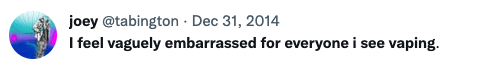 joey @tabington · Dec 31, 2014
I feel vaguely embarrassed for everyone i see vaping.